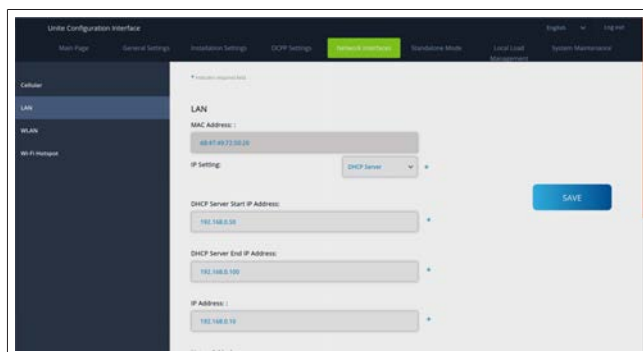 Unite Configuration Interface
English
Log out
Main Page
General Settings
Installation Settings
OCPP Settings
Network Interfaces
Standalone Mode
Local Load
Management
System Maintenance
* indicates required field.
Cellular
LAN
WLAN
Wi-Fi Hotspot
LAN
MAC Address: :
IP Setting:
DHCP Server
*
SAVE
DHCP Server Start IP Address:
192.168.0.50
*
DHCP Server End IP Address:
192.168.0.100
*
IP Address: :
192.168.0.10
*